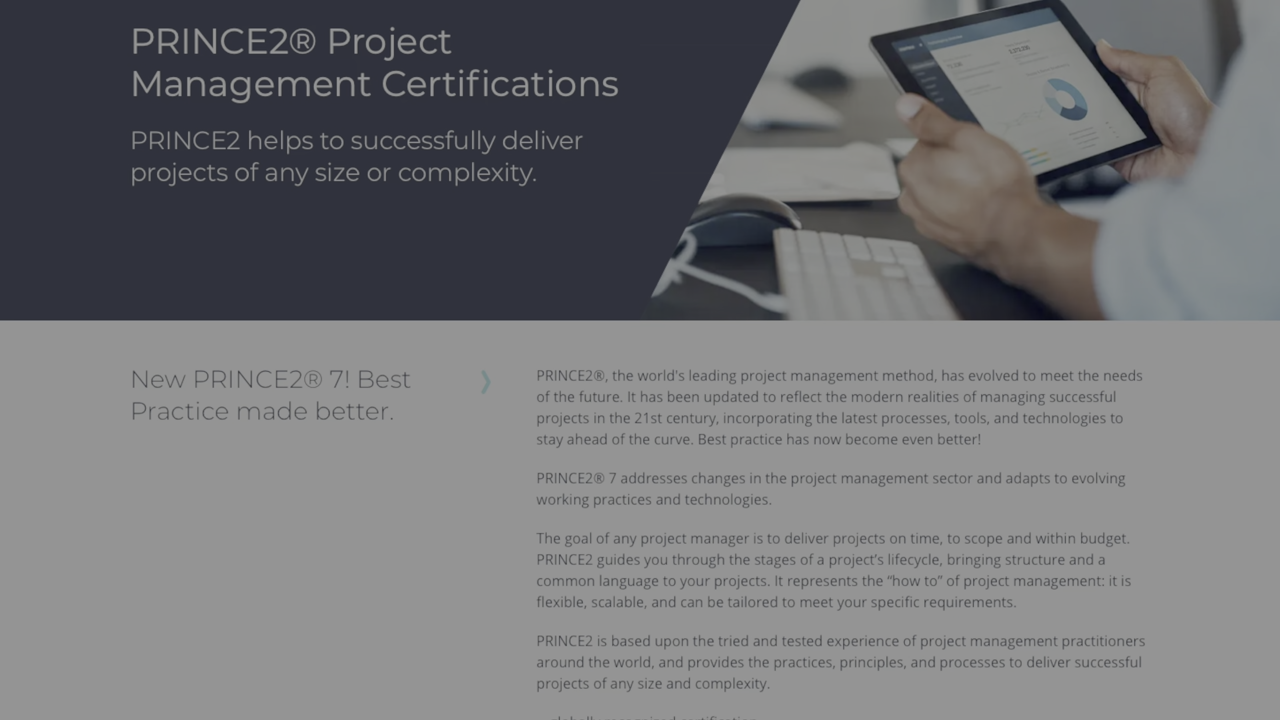 PRINCE2® Project
Management Certifications
PRINCE2 helps to successfully deliver
projects of any size or complexity.
New PRINCE2® 7! Best
Practice made better.
PRINCE2®, the world's leading project management method, has evolved to meet the needs
of the future. It has been updated to reflect the modern realities of managing successful
projects in the 21st century, incorporating the latest processes, tools, and technologies to
stay ahead of the curve. Best practice has now become even better!
PRINCE2® 7 addresses changes in the project management sector and adapts to evolving
working practices and technologies.
The goal of any project manager is to deliver projects on time, to scope and within budget.
PRINCE2 guides you through the stages of a project’s lifecycle, bringing structure and a
common language to your projects. It represents the “how to” of project management: it is
flexible, scalable, and can be tailored to meet your specific requirements.
PRINCE2 is based upon the tried and tested experience of project management practitioners
around the world, and provides the practices, principles, and processes to deliver successful
projects of any size and complexity.